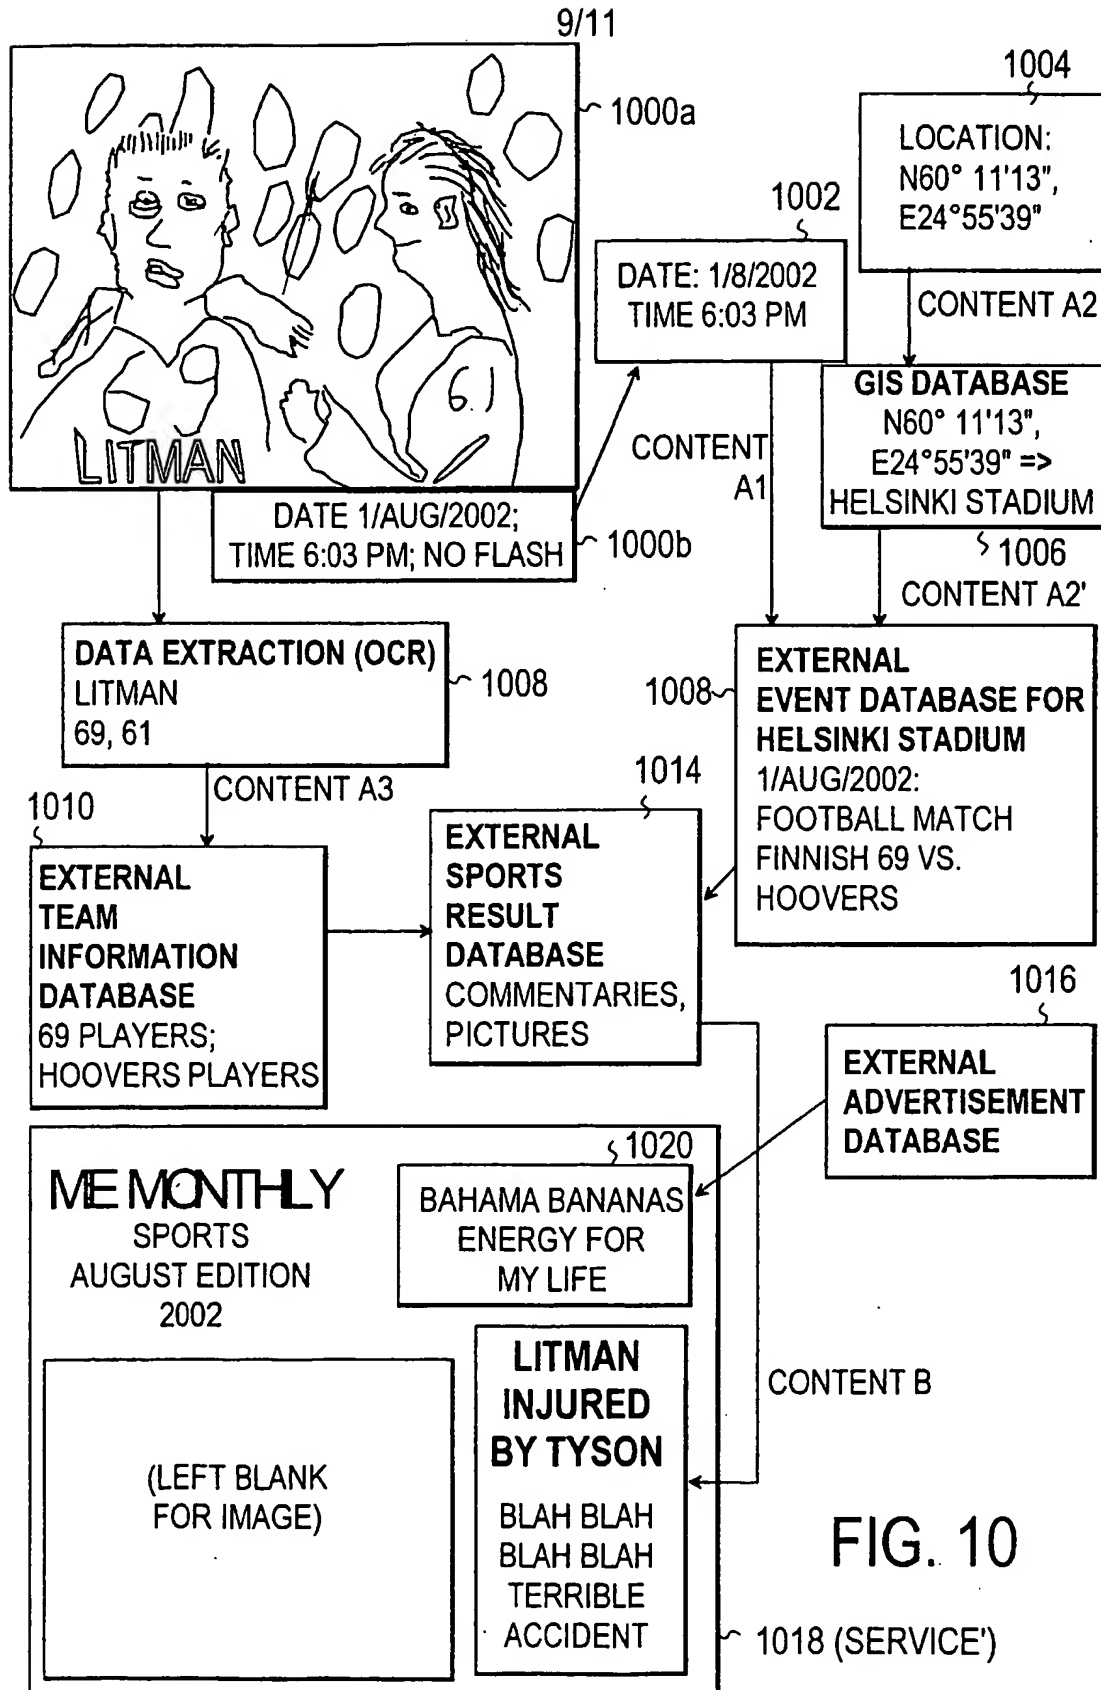 9/11
1000a
LITMAN
6.1
DATE 1/AUG/2002;
TIME 6:03 PM; NO FLASH
1000b
1002
DATE: 1/8/2002
TIME 6:03 PM
1004
LOCATION:
N60° 11'13",
E24°55'39"
CONTENT A2
CONTENT
A1
GIS DATABASE
N60° 11'13",
E24°55'39" =>
HELSINKI STADIUM
1006
CONTENT A2'
DATA EXTRACTION (OCR)
LITMAN
69, 61
1008
CONTENT A3
1008
EXTERNAL
EVENT DATABASE FOR
HELSINKI STADIUM
1/AUG/2002:
FOOTBALL MATCH
FINNISH 69 VS.
HOOVERS
1010
EXTERNAL
TEAM
INFORMATION
DATABASE
69 PLAYERS;
HOOVERS PLAYERS
1014
EXTERNAL
SPORTS
RESULT
DATABASE
COMMENTARIES,
PICTURES
1016
EXTERNAL
ADVERTISEMENT
DATABASE
ME MONTHLY
SPORTS
AUGUST EDITION
2002
1020
BAHAMA BANANAS
ENERGY FOR
MY LIFE
(LEFT BLANK
FOR IMAGE)
LITMAN
INJURED
BY TYSON
BLAH BLAH
BLAH BLAH
TERRIBLE
ACCIDENT
CONTENT B
FIG. 10
1018 (SERVICE')